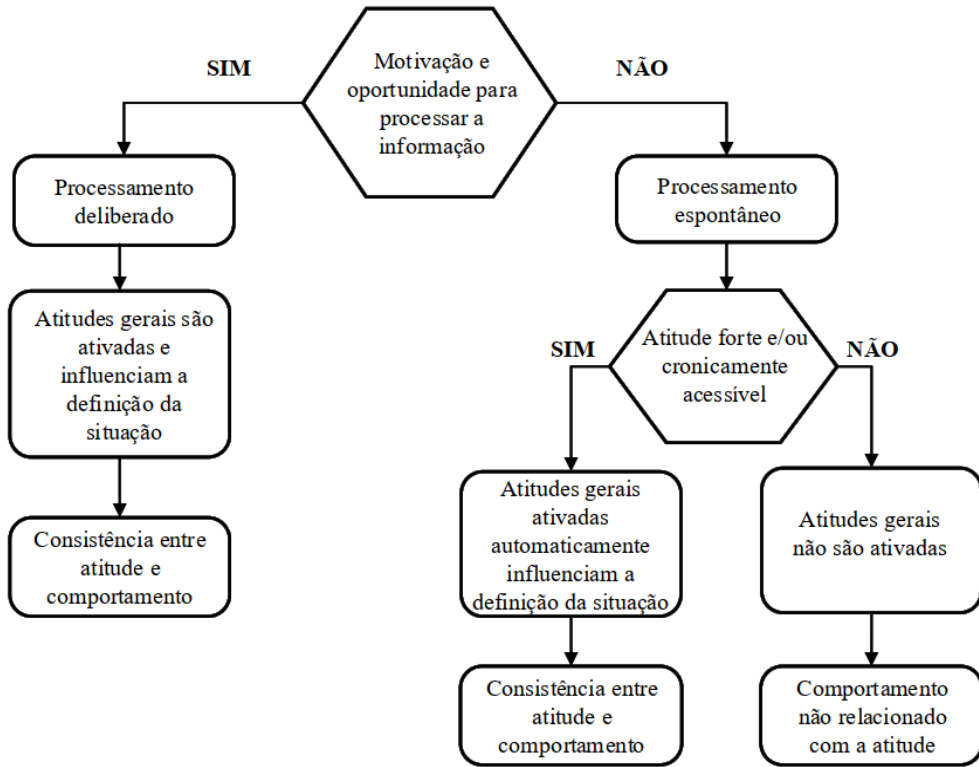 SIM
Motivação e
oportunidade para
processar a
informação
NÃO
Processamento
deliberado
Processamento
espontâneo
Atitudes gerais são
ativadas e
influenciam a
definição da
situação
SIM
Atitude forte e/ou
cronicamente
acessível
NÃO
Consistência entre
atitude e
comportamento
Atitudes gerais
ativadas
automaticamente
influenciam a
definição da situação
Atitudes gerais
não são ativadas
Consistência entre
atitude e
comportamento
Comportamento
não relacionado
com a atitude